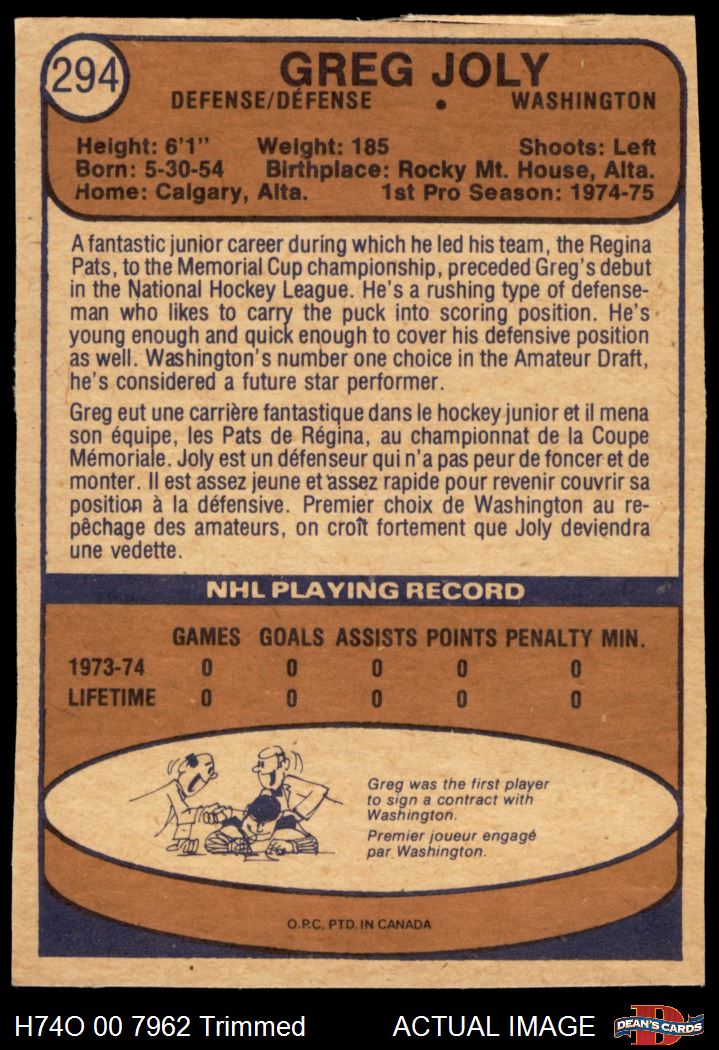 294
GREG JOLY
DEFENSE/DÉFENSE • WASHINGTON
Height: 6'1" Weight: 185 Shoots: Left
Born: 5-30-54 Birthplace: Rocky Mt. House, Alta.
Home: Calgary, Alta. 1st Pro Season: 1974-75
A fantastic junior career during which he led his team, the Regina
Pats, to the Memorial Cup championship, preceded Greg's debut
in the National Hockey League. He's a rushing type of defense-
man who likes to carry the puck into scoring position. He's
young enough and quick enough to cover his defensive position
as well. Washington's number one choice in the Amateur Draft,
he's considered a future star performer.
Greg eut une carrière fantastique dans le hockey junior et il mena
son équipe, les Pats de Régina, au championnat de la Coupe
Mémoriale. Joly est un défenseur qui n'a pas peur de foncer et de
monter. Il est assez jeune et assez rapide pour revenir couvrir sa
position à la défensive. Premier choix de Washington au re-
pêchage des amateurs, on croît fortement que Joly deviendra
une vedette.
NHL PLAYING RECORD
GAMES GOALS ASSISTS POINTS PENALTY MIN.
1973-74 0 0 0 0 0
LIFETIME 0 0 0 0 0
Greg was the first player
to sign a contract with
Washington.
Premier joueur engagé
par Washington.
O.P.C. PTD. IN CANADA
H74O 00 7962 Trimmed ACTUAL IMAGE
DEAN'S CARDS